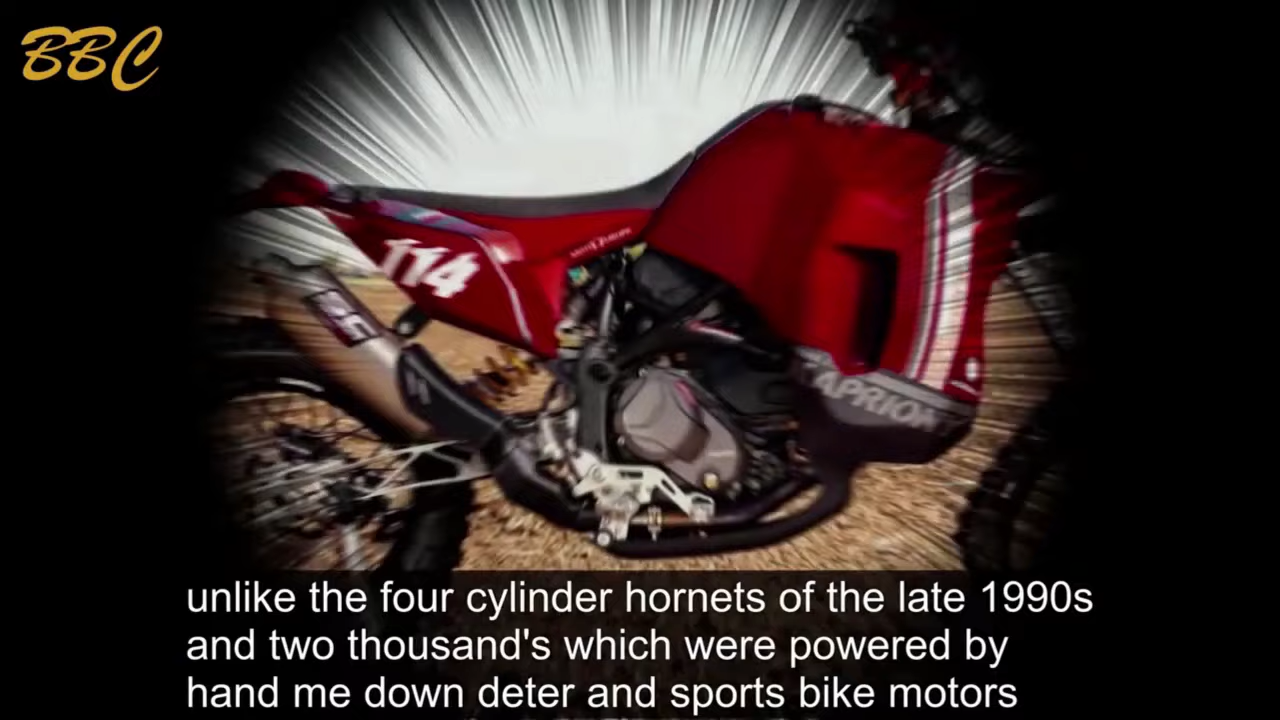 BBC
114
APRION
unlike the four cylinder hornets of the late 1990s
and two thousand's which were powered by
hand me down deter and sports bike motors